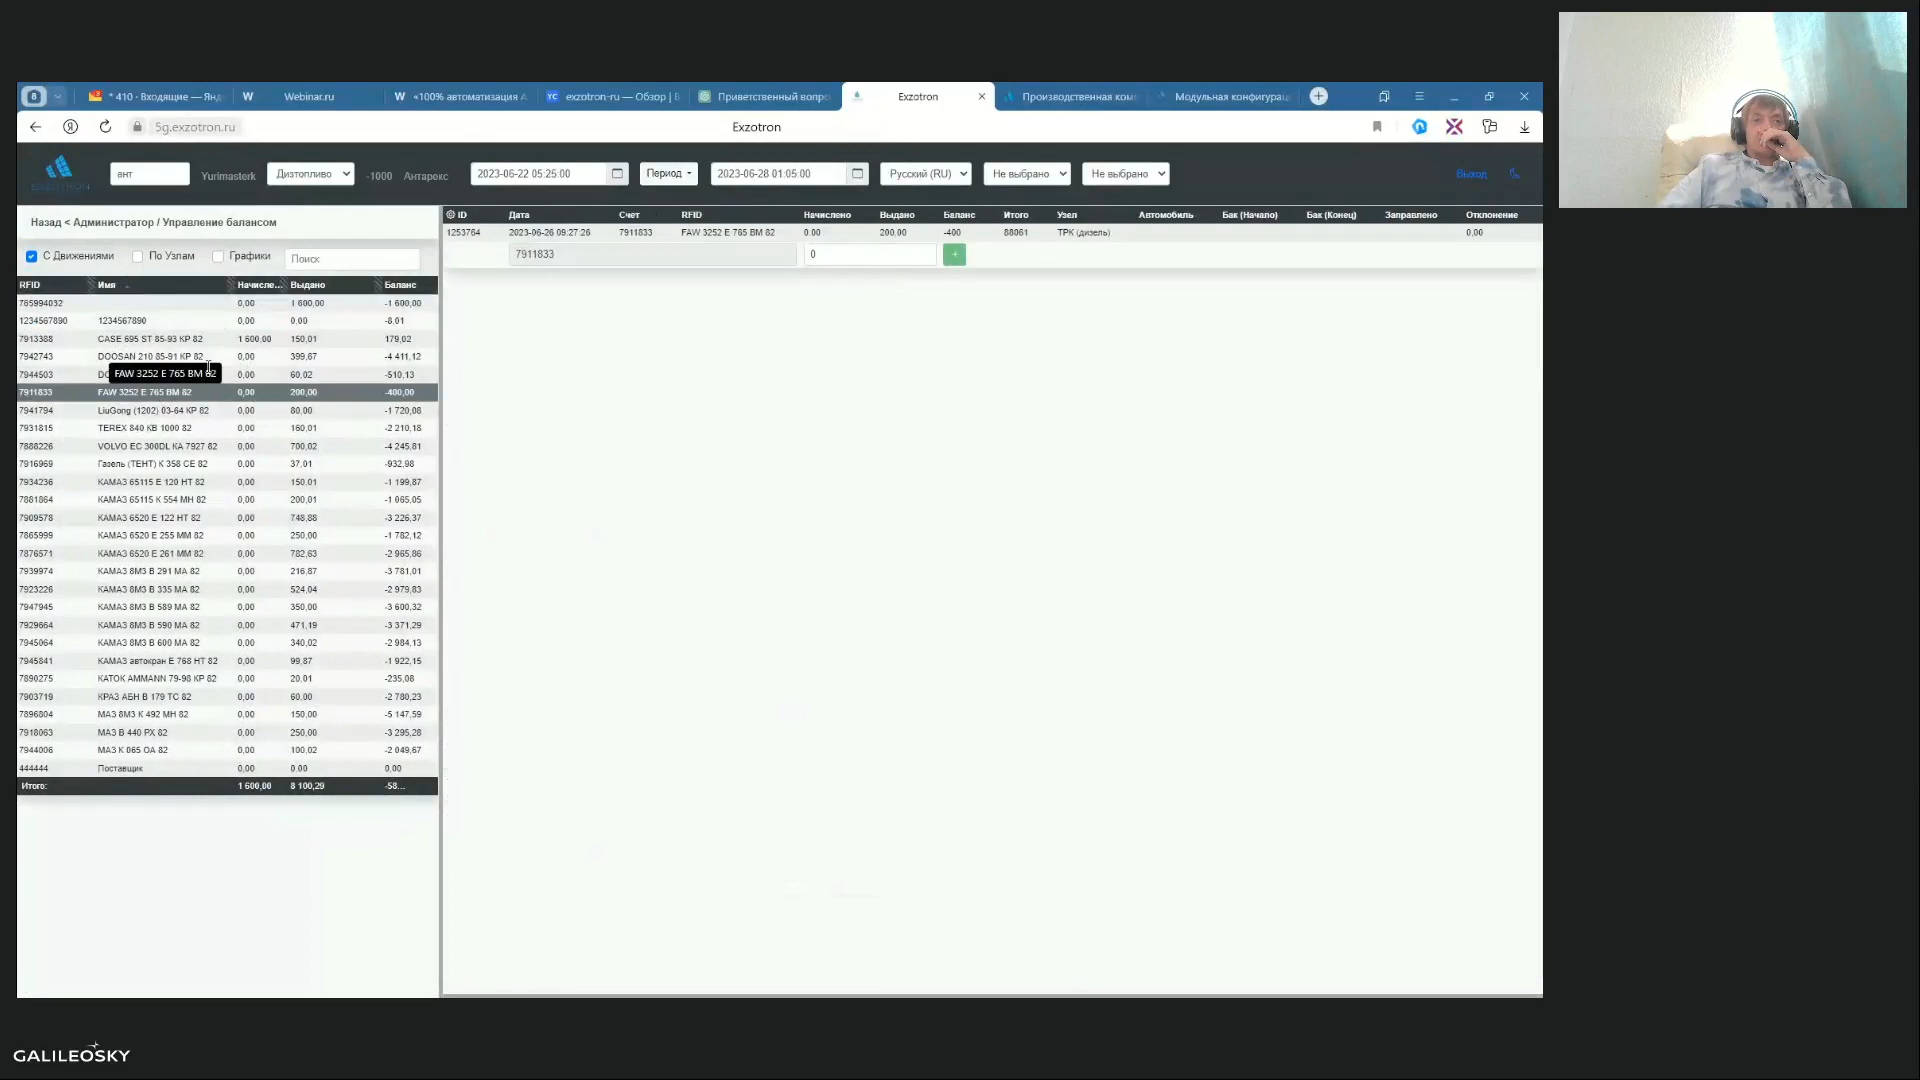 8 * 410 · Входящие — Янд W Webinar.ru W «100% автоматизация А YC exzotron-ru — Обзор | В Приветственный вопро Exzotron Производственная ком Модульная конфигурац
5g.exzotron.ru Exzotron
EXZOTRON ант Yurimasterk Дизтопливо -1000 Антарекс 2023-06-22 05:25:00 Период 2023-06-28 01:05:00 Русский (RU) Не выбрано Не выбрано Выход
Назад < Администратор / Управление балансом
С Движениями По Узлам Графики Поиск
RFID Имя Начисле... Выдано Баланс
765994032 0,00 1 600,00 -1 600,00
1234567890 1234567890 0,00 0,00 -8,01
7913388 CASE 695 ST 85-93 КР 82 1 600,00 150,01 179,02
7942743 DOOSAN 210 85-91 КР 82 0,00 399,67 -4 411,12
7944503 DO 0,00 60,02 -510,13
FAW 3252 Е 765 ВМ 82
7911833 FAW 3252 Е 765 ВМ 82 0,00 200,00 -400,00
7941794 LiuGong (1202) 03-64 КР 82 0,00 80,00 -1 720,08
7931815 TEREX 840 КВ 1000 82 0,00 160,01 -2 210,18
7888226 VOLVO EC 300DL КА 7927 82 0,00 700,02 -4 245,81
7916969 Газель (ТЕНТ) К 358 СЕ 82 0,00 37,01 -932,98
7934236 КАМАЗ 65115 Е 120 НТ 82 0,00 150,01 -1 199,87
7881864 КАМАЗ 65115 К 554 МН 82 0,00 200,01 -1 065,05
7909578 КАМАЗ 6520 Е 122 НТ 82 0,00 748,88 -3 226,37
7865999 КАМАЗ 6520 Е 255 ММ 82 0,00 250,00 -1 782,12
7876571 КАМАЗ 6520 Е 261 ММ 82 0,00 782,63 -2 965,86
7939974 КАМАЗ 8М3 В 291 МА 82 0,00 216,87 -3 781,01
7923226 КАМАЗ 8М3 В 335 МА 82 0,00 524,04 -2 979,83
7947945 КАМАЗ 8М3 В 589 МА 82 0,00 350,00 -3 600,32
7929664 КАМАЗ 8М3 В 590 МА 82 0,00 471,19 -3 371,29
7945064 КАМАЗ 8М3 В 600 МА 82 0,00 340,02 -2 984,13
7945841 КАМАЗ автокран Е 768 НТ 82 0,00 99,87 -1 922,15
7890275 КАТОК AMMANN 79-98 КР 82 0,00 20,01 -235,08
7903719 КРАЗ АБН В 179 ТС 82 0,00 60,00 -2 780,23
7896804 МАЗ 8М3 К 492 МН 82 0,00 150,00 -5 147,59
7918063 МАЗ В 440 РХ 82 0,00 250,00 -3 295,28
7944006 МАЗ К 065 ОА 82 0,00 100,02 -2 049,67
444444 Поставщик 0,00 0,00 0,00
Итого: 1 600,00 8 100,29 -58...
ID Дата Счет RFID Начислено Выдано Баланс Итого Узел Автомобиль Бак (Начало) Бак (Конец) Заправлено Отклонение
1253764 2023-06-26 09:27:26 7911833 FAW 3252 Е 765 ВМ 82 0.00 200,00 -400 88061 ТРК (дизель) 0,00
7911833 0 +
GALILEOSKY